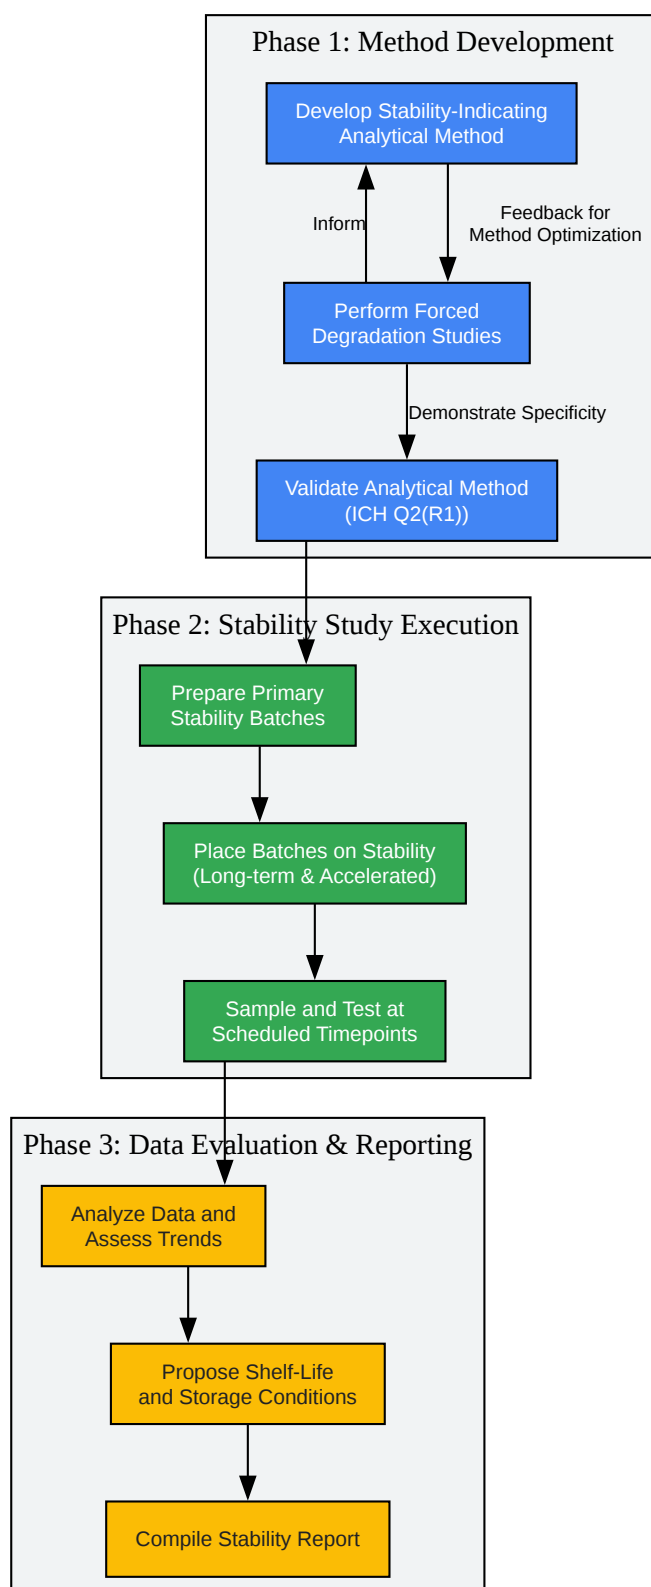 Phase 1: Method Development
Develop Stability-Indicating
Analytical Method
Inform
Feedback for
Method Optimization
Perform Forced
Degradation Studies
Demonstrate Specificity
Validate Analytical Method
(ICH Q2(R1))
Phase 2: Stability Study Execution
Prepare Primary
Stability Batches
Place Batches on Stability
(Long-term & Accelerated)
Sample and Test at
Scheduled Timepoints
Phase 3: Data Evaluation & Reporting
Analyze Data and
Assess Trends
Propose Shelf-Life
and Storage Conditions
Compile Stability Report